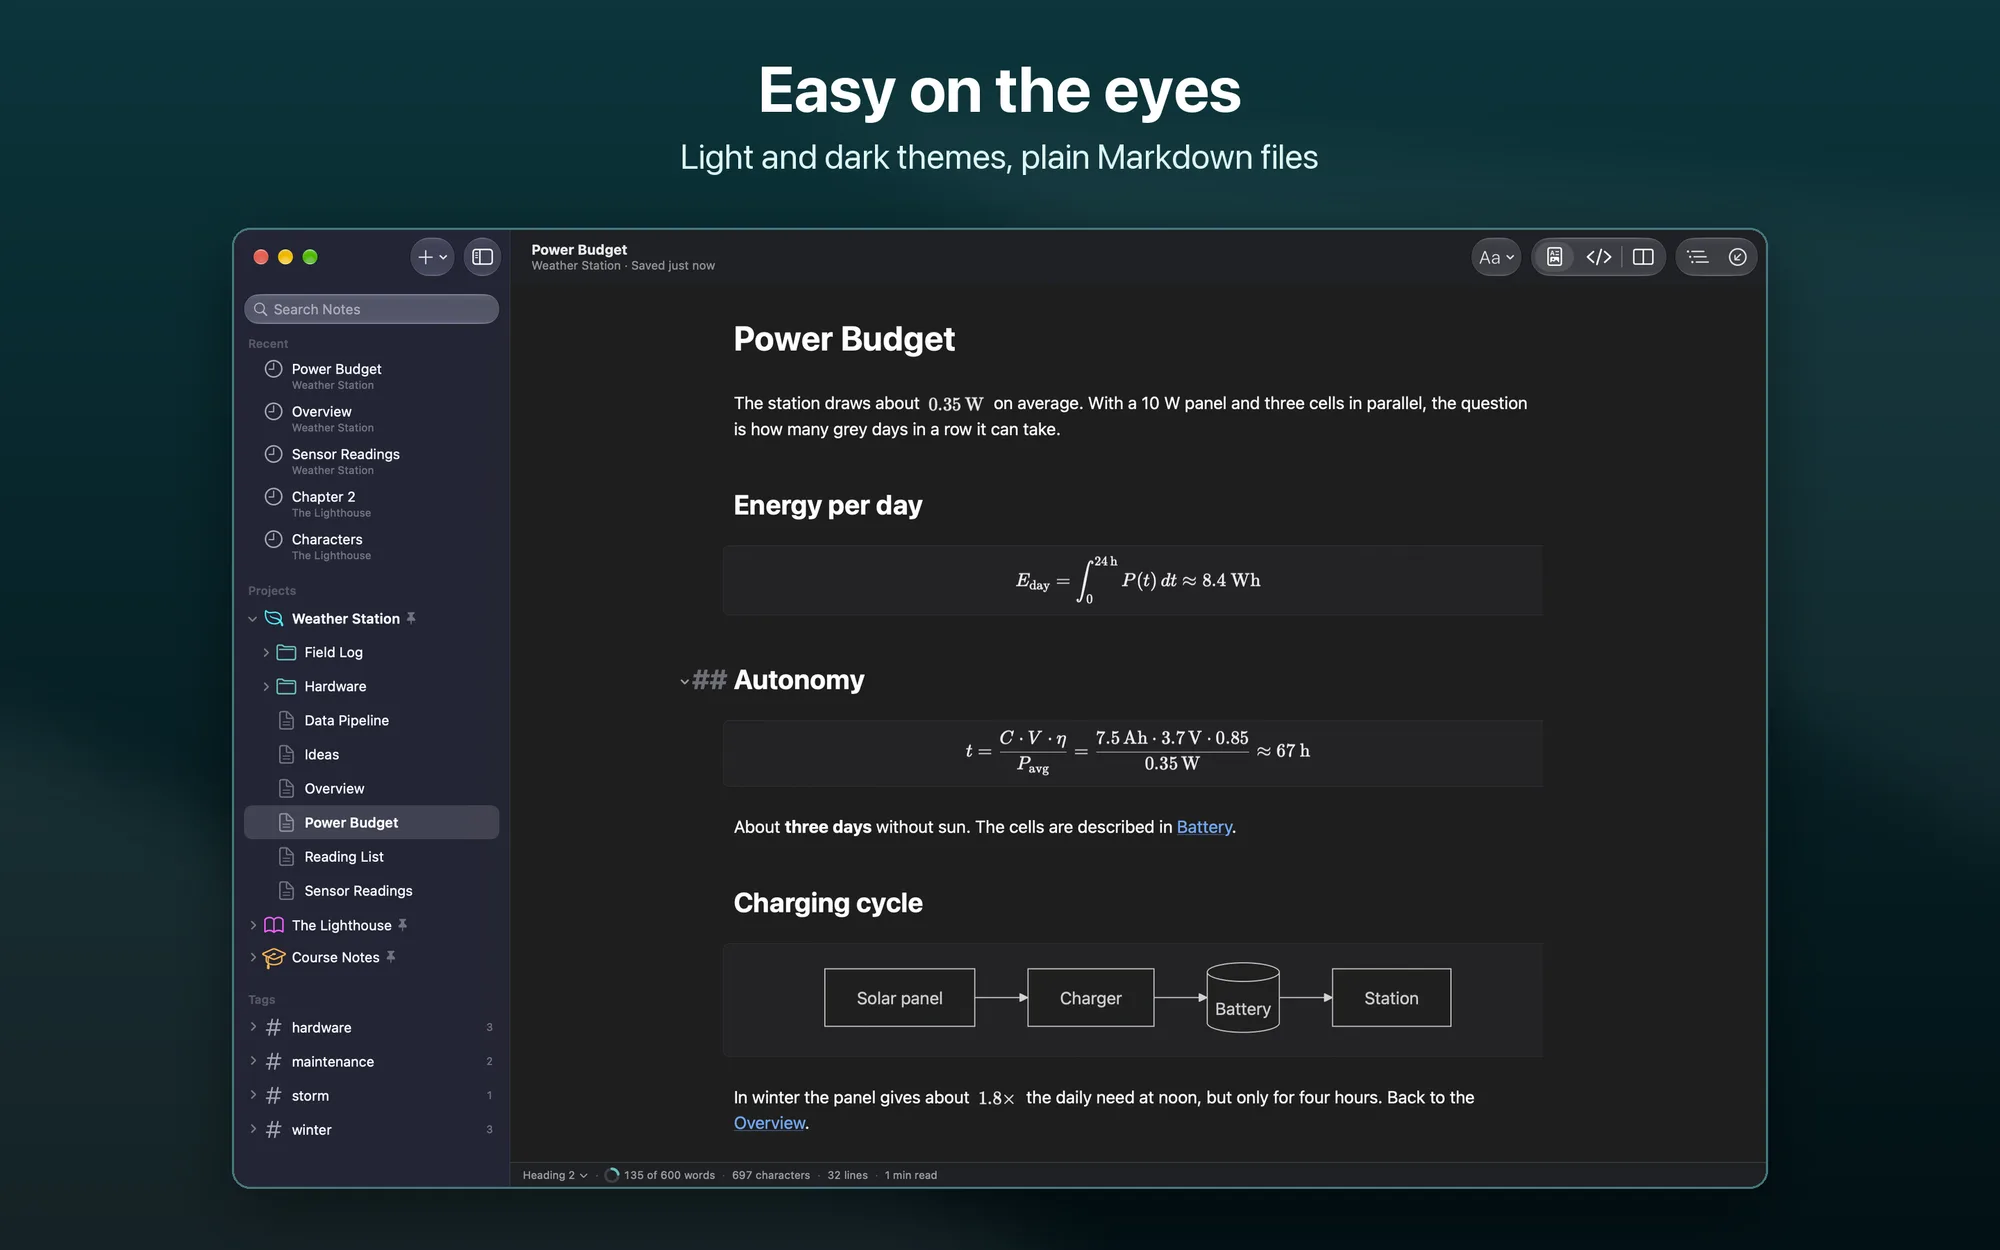 Easy on the eyes
Light and dark themes, plain Markdown files
Search Notes
Recent
Power Budget
Weather Station
Overview
Weather Station
Sensor Readings
Weather Station
Chapter 2
The Lighthouse
Characters
The Lighthouse
Projects
Weather Station
Field Log
Hardware
Data Pipeline
Ideas
Overview
Power Budget
Reading List
Sensor Readings
The Lighthouse
Course Notes
Tags
# hardware 3
# maintenance 2
# storm 1
# winter 3
Power Budget
Weather Station · Saved just now
Aa
</>
Power Budget
The station draws about 0.35 W on average. With a 10 W panel and three cells in parallel, the question
is how many grey days in a row it can take.
Energy per day
E_day = ∫_0^{24 h} P(t) dt ≈ 8.4 Wh
## Autonomy
t = C · V · η / P_avg = 7.5 Ah · 3.7 V · 0.85 / 0.35 W ≈ 67 h
About three days without sun. The cells are described in Battery.
Charging cycle
Solar panel
Charger
Battery
Station
In winter the panel gives about 1.8× the daily need at noon, but only for four hours. Back to the
Overview.
Heading 2 · 135 of 600 words · 697 characters · 32 lines · 1 min read